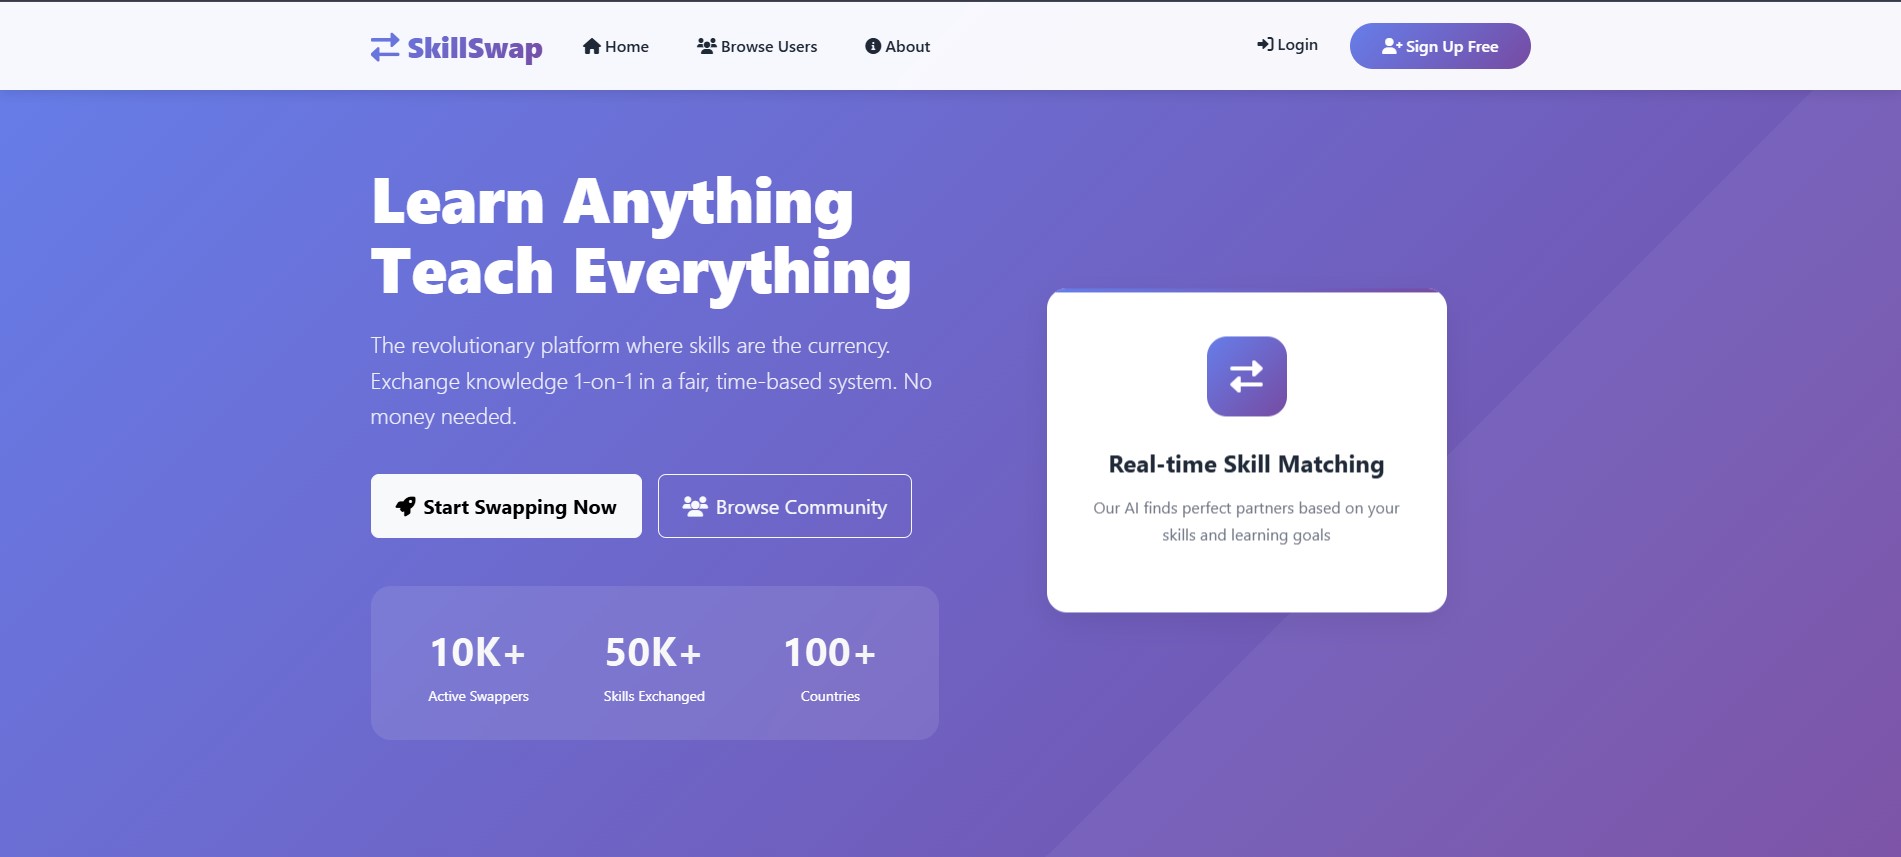 SkillSwap
Home
Browse Users
About
Login
Sign Up Free
Learn Anything
Teach Everything
The revolutionary platform where skills are the currency.
Exchange knowledge 1-on-1 in a fair, time-based system. No
money needed.
Start Swapping Now
Browse Community
10K+
Active Swappers
50K+
Skills Exchanged
100+
Countries
Real-time Skill Matching
Our AI finds perfect partners based on your
skills and learning goals